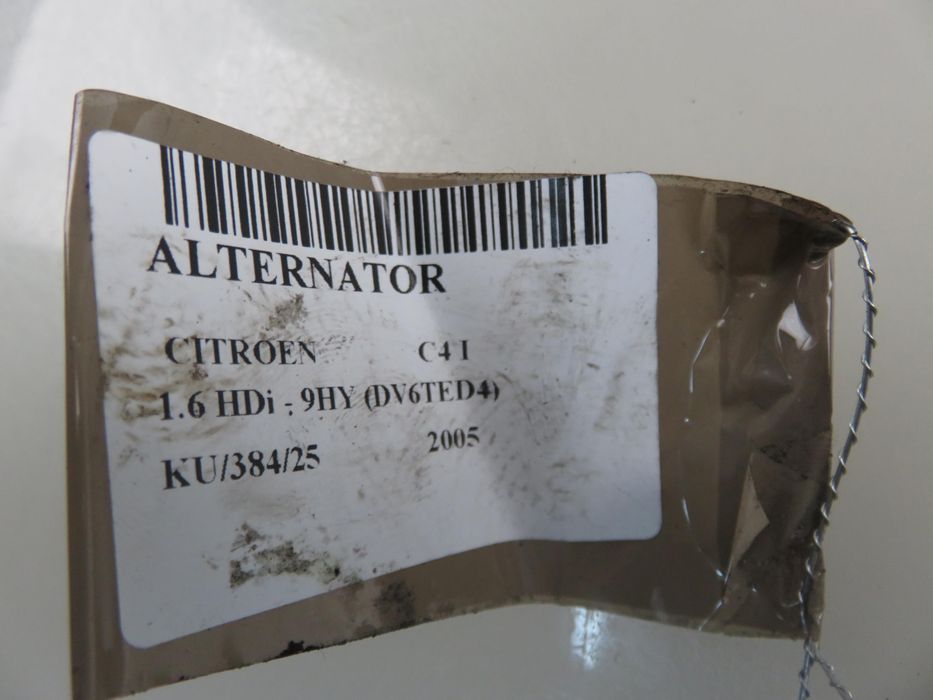 ALTERNATOR
CITROEN C4 I
1.6 HDi - 9HY (DV6TED4)
2005
KU/384/25